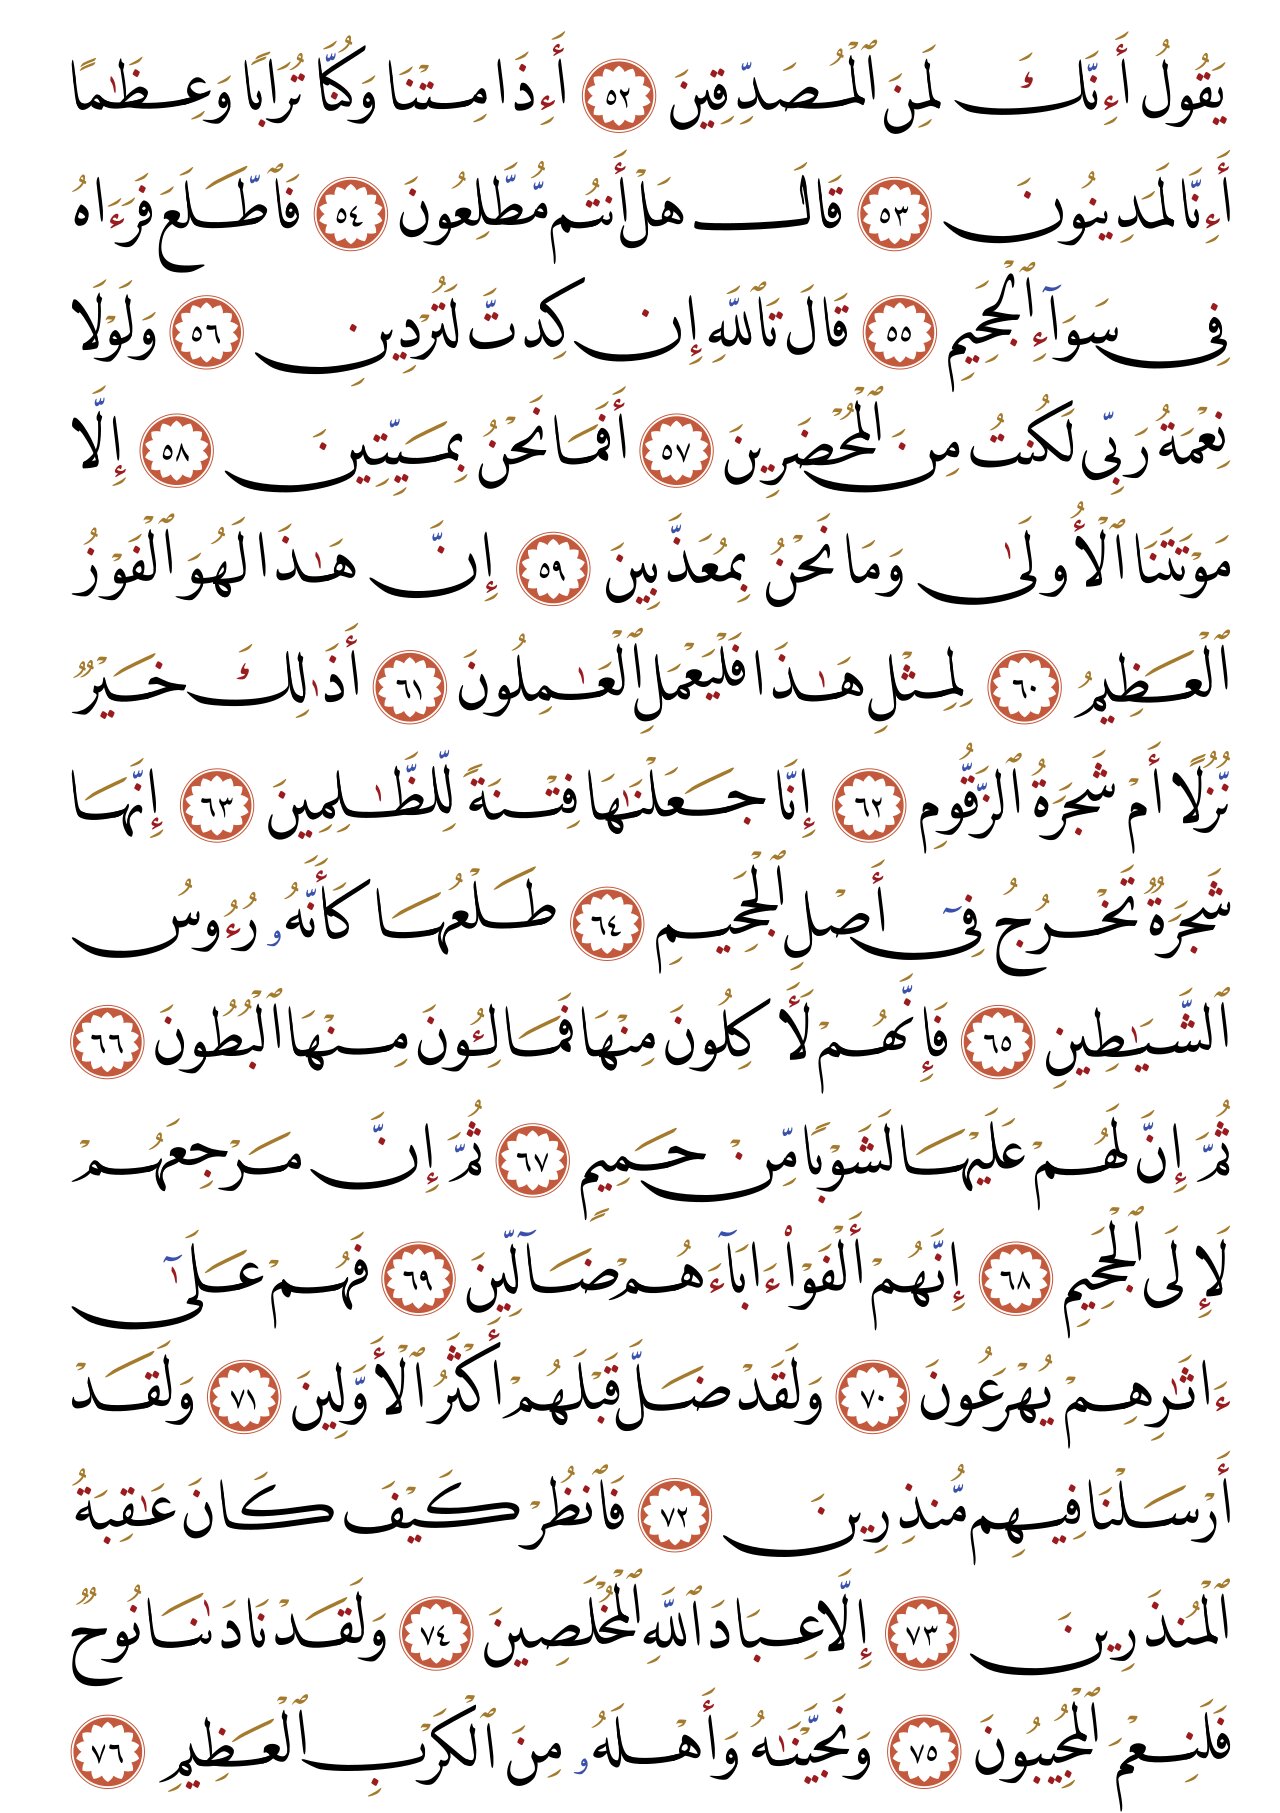 يَقُولُ أَءِنَّكَ لَمِنَ ٱلْمُصَدِّقِينَ ٥٢ أَءِذَا مِتْنَا وَكُنَّا تُرَابًا وَعِظَٰمًا
أَءِنَّا لَمَدِينُونَ ٥٣ قَالَ هَلْ أَنتُم مُّطَّلِعُونَ ٥٤ فَٱطَّلَعَ فَرَءَاهُ
فِى سَوَآءِ ٱلْجَحِيمِ ٥٥ قَالَ تَٱللَّهِ إِن كِدتَّ لَتُرْدِينِ ٥٦ وَلَوْلَا
نِعْمَةُ رَبِّى لَكُنتُ مِنَ ٱلْمُحْضَرِينَ ٥٧ أَفَمَا نَحْنُ بِمَيِّتِينَ ٥٨ إِلَّا
مَوْتَتَنَا ٱلْأُولَىٰ وَمَا نَحْنُ بِمُعَذَّبِينَ ٥٩ إِنَّ هَٰذَا لَهُوَ ٱلْفَوْزُ
ٱلْعَظِيمُ ٦٠ لِمِثْلِ هَٰذَا فَلْيَعْمَلِ ٱلْعَٰمِلُونَ ٦١ أَذَٰلِكَ خَيْرٌ
نُّزُلًا أَمْ شَجَرَةُ ٱلزَّقُّومِ ٦٢ إِنَّا جَعَلْنَٰهَا فِتْنَةً لِّلظَّٰلِمِينَ ٦٣ إِنَّهَا
شَجَرَةٌ تَخْرُجُ فِىٓ أَصْلِ ٱلْجَحِيمِ ٦٤ طَلْعُهَا كَأَنَّهُۥ رُءُوسُ
ٱلشَّيَٰطِينِ ٦٥ فَإِنَّهُمْ لَأَكِلُونَ مِنْهَا فَمَالِـُٔونَ مِنْهَا ٱلْبُطُونَ ٦٦
ثُمَّ إِنَّ لَهُمْ عَلَيْهَا لَشَوْبًا مِّنْ حَمِيمٍ ٦٧ ثُمَّ إِنَّ مَرْجِعَهُمْ
لَإِلَى ٱلْجَحِيمِ ٦٨ إِنَّهُمْ أَلْفَوْا۟ ءَابَآءَهُمْ ضَآلِّينَ ٦٩ فَهُمْ عَلَىٰٓ
ءَاثَٰرِهِمْ يُهْرَعُونَ ٧٠ وَلَقَدْ ضَلَّ قَبْلَهُمْ أَكْثَرُ ٱلْأَوَّلِينَ ٧١ وَلَقَدْ
أَرْسَلْنَا فِيهِم مُّنذِرِينَ ٧٢ فَٱنظُرْ كَيْفَ كَانَ عَٰقِبَةُ
ٱلْمُنذَرِينَ ٧٣ إِلَّا عِبَادَ ٱللَّهِ ٱلْمُخْلَصِينَ ٧٤ وَلَقَدْ نَادَىٰنَا نُوحٌ
فَلَنِعْمَ ٱلْمُجِيبُونَ ٧٥ وَنَجَّيْنَٰهُ وَأَهْلَهُۥ مِنَ ٱلْكَرْبِ ٱلْعَظِيمِ ٧٦